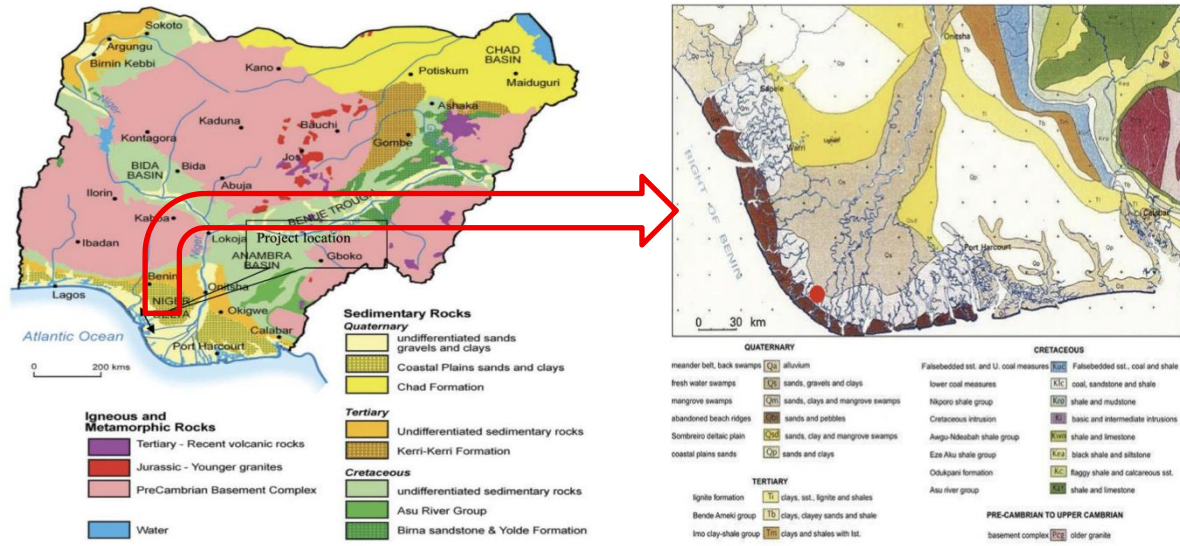 Sokoto
Argungu
Birnin Kebbi
Niger
Kano
CHAD
BASIN
Potiskum
Maiduguri
Ashaka
Kaduna
Bauchi
Kontagora
Gombe
Jos
BIDA
BASIN
Bida
Abuja
Ilorin
BENUE TROUGH
Kabba
Lokoja
Project location
Niger
Ibadan
ANAMBRA
BASIN
Gboko
Benin
Lagos
NIGER
DELTA
Onitsha
Okigwe
Calabar
Port Harcourt
Atlantic Ocean
0 200 kms
Igneous and
Metamorphic Rocks
Tertiary - Recent volcanic rocks
Jurassic - Younger granites
PreCambrian Basement Complex
Water
Sedimentary Rocks
Quaternary
undifferentiated sands
gravels and clays
Coastal Plains sands and clays
Chad Formation
Tertiary
Undifferentiated sedimentary rocks
Kerri-Kerri Formation
Cretaceous
undifferentiated sedimentary rocks
Asu River Group
Birna sandstone & Yolde Formation
Onitsha
Sapele
Warri
Ughelli
BIGHT OF BENIN
Port Harcourt
Calabar
0 30 km
QUATERNARY
meander belt, back swamps Qa alluvium
fresh water swamps Qs sands, gravels and clays
mangrove swamps Qm sands, clays and mangrove swamps
abandoned beach ridges Qb sands and pebbles
Sombreiro deltaic plain Qsd sands, clay and mangrove swamps
coastal plains sands Qp sands and clays
TERTIARY
lignite formation Ti clays, sst., lignite and shales
Bende Ameki group Tb clays, clayey sands and shale
Imo clay-shale group Tm clays and shales with lst.
CRETACEOUS
Falsebedded sst. and U. coal measures Kuc Falsebedded sst., coal and shale
lower coal measures Klc coal, sandstone and shale
Nkporo shale group Kro shale and mudstone
Cretaceous intrusion Ki basic and intermediate intrusions
Awgu-Ndeabah shale group Kwn shale and limestone
Eze Aku shale group Kea black shale and siltstone
Odukpani formation Kc flaggy shale and calcareous sst.
Asu river group shale and limestone
PRE-CAMBRIAN TO UPPER CAMBRIAN
basement complex Pcg older granite